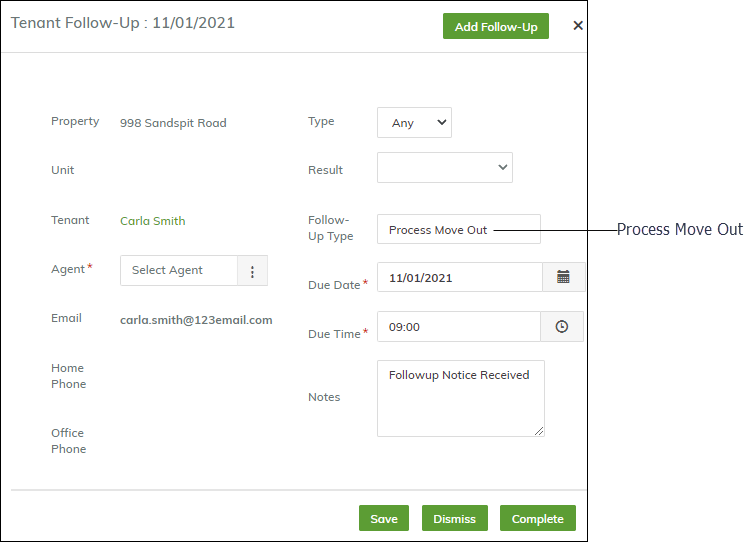 Tenant Follow-Up : 11/01/2021
Add Follow-Up
×
Property
998 Sandspit Road
Type
Any
Unit
Result
Tenant
Carla Smith
Follow-
Up Type
Process Move Out
Process Move Out
Agent*
Select Agent
Due Date*
11/01/2021
Email
carla.smith@123email.com
Due Time*
09:00
Home
Phone
Notes
Followup Notice Received
Office
Phone
Save
Dismiss
Complete